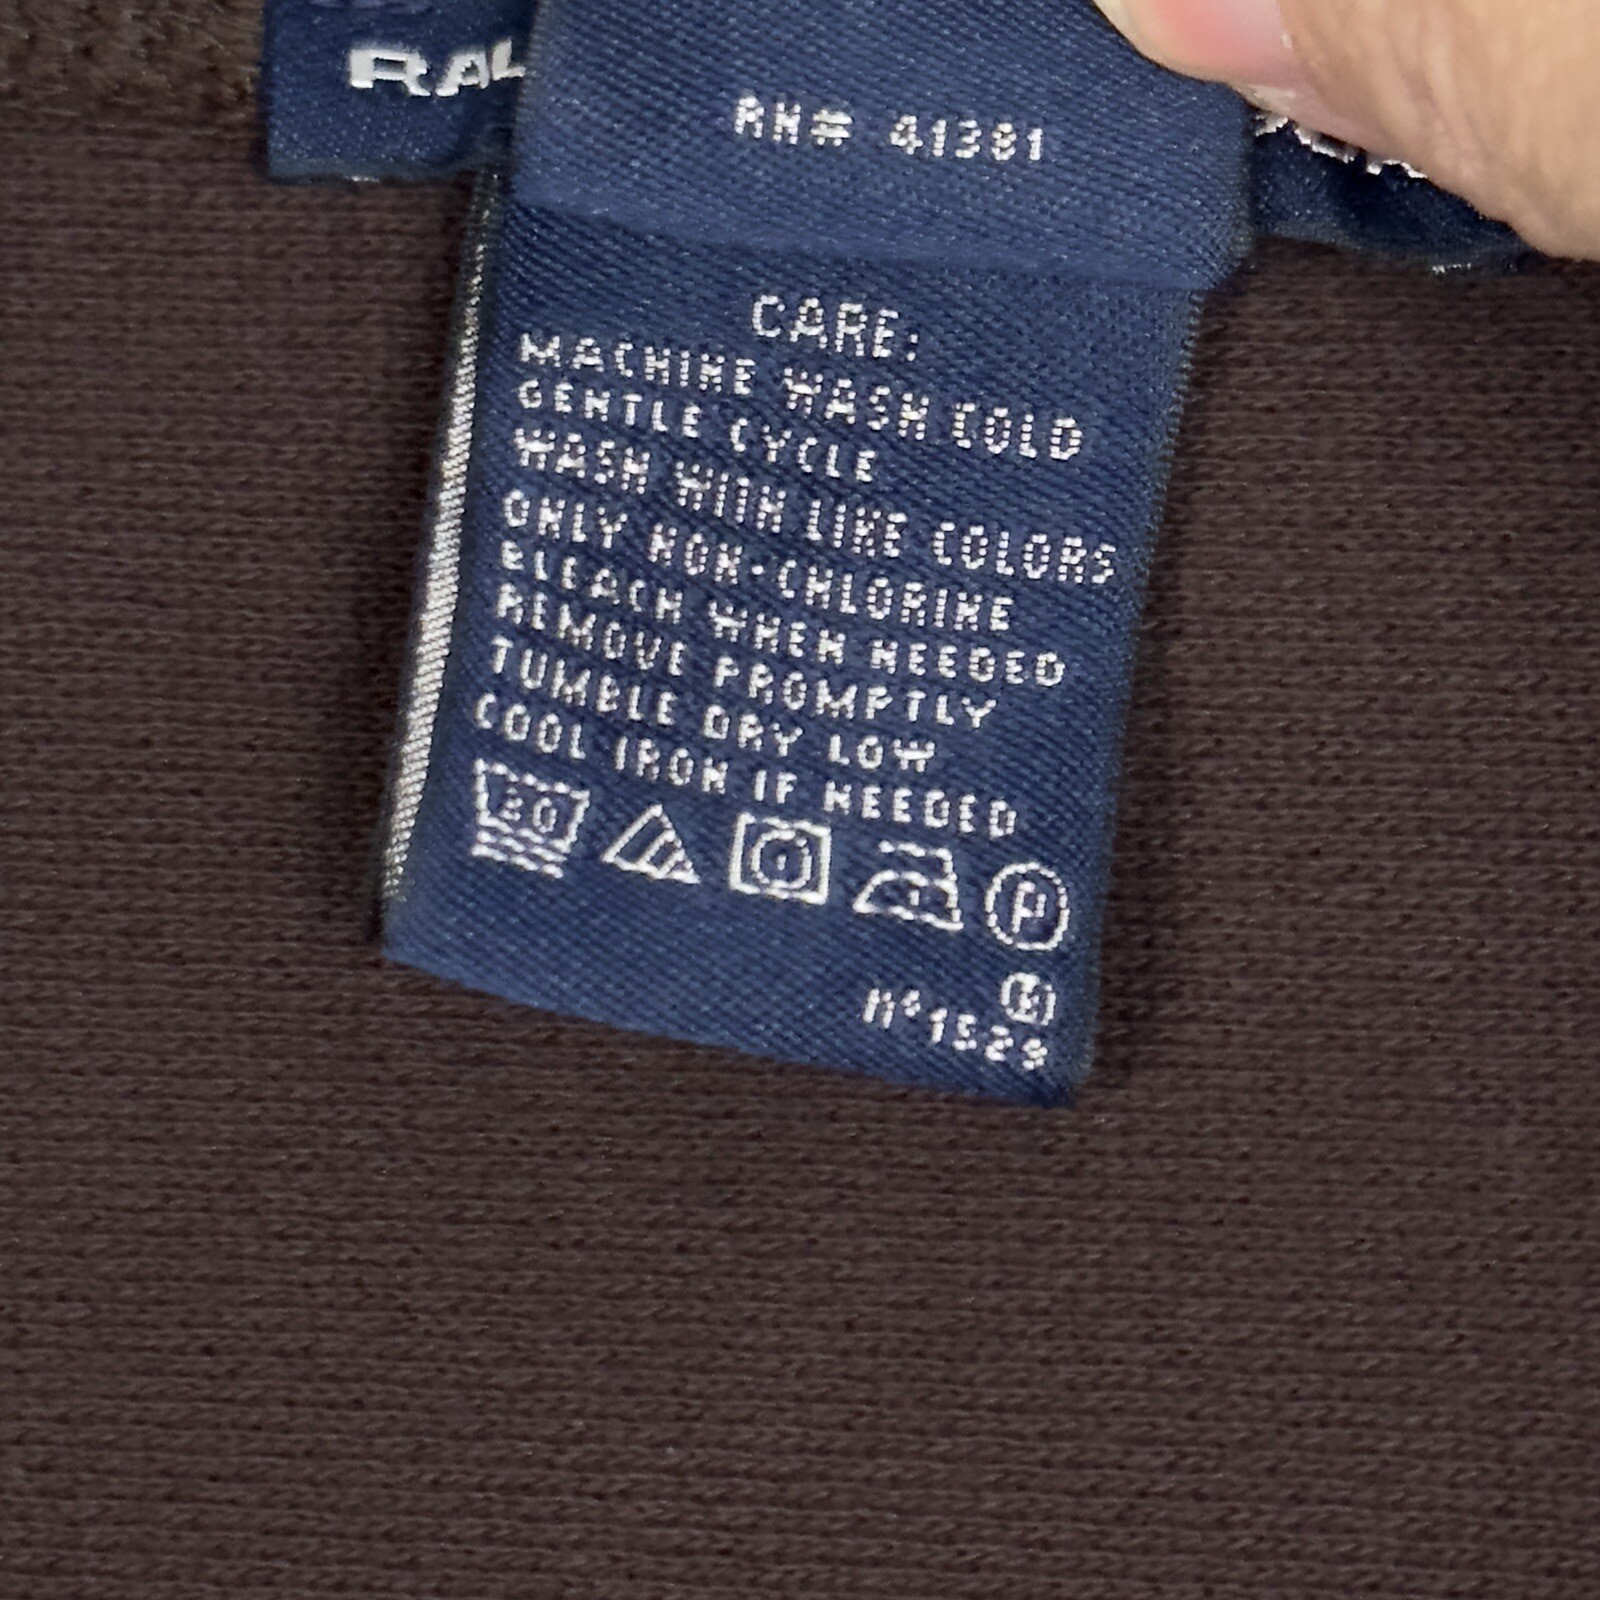 RAL
RN# 41381
CARE:
MACHINE WASH COLD
GENTLE CYCLE
WASH WITH LIKE COLORS
ONLY NON-CHLORINE
BLEACH WHEN NEEDED
REMOVE PROMPTLY
TUMBLE DRY LOW
COOL IRON IF NEEDED
30
P
n°1529